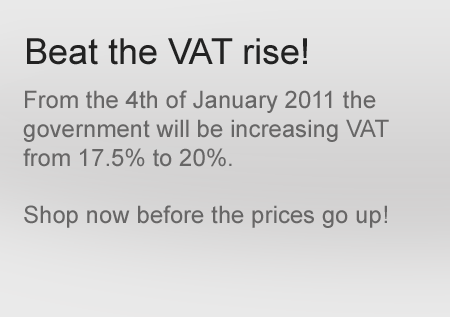 Beat the VAT rise!
From the 4th of January 2011 the
government will be increasing VAT
from 17.5% to 20%.
Shop now before the prices go up!